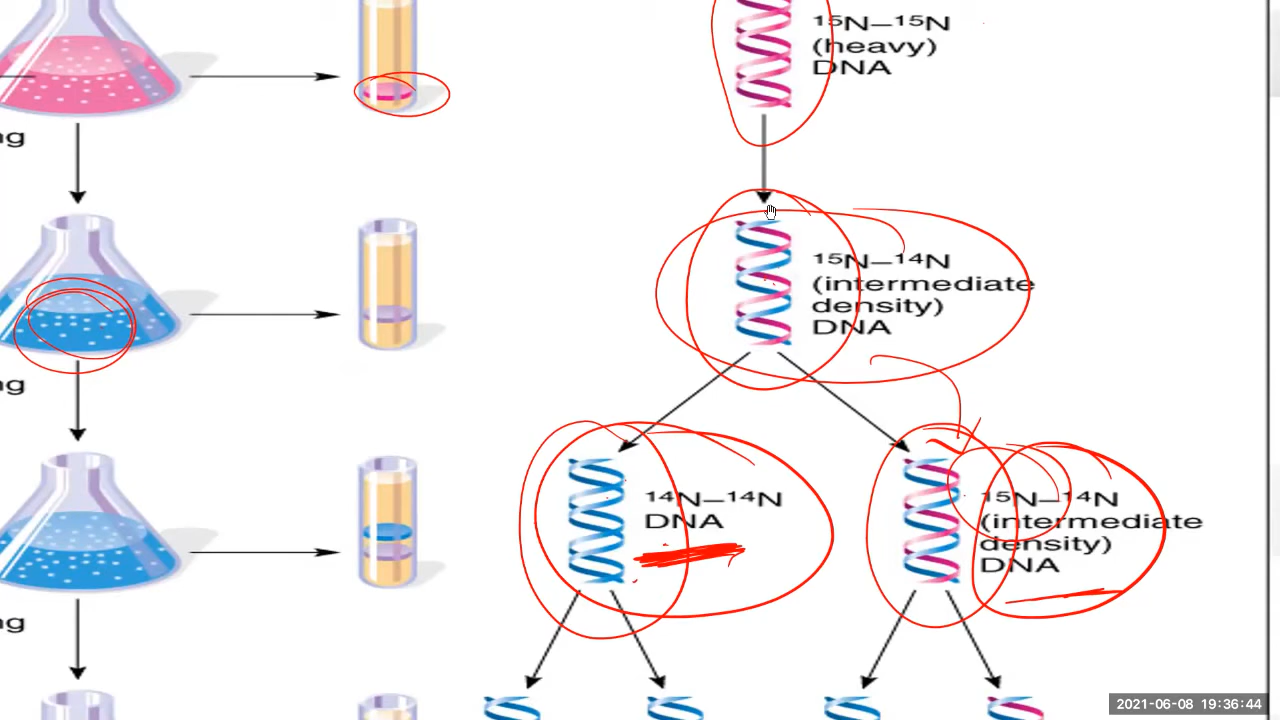 ¹⁵N–¹⁵N
(heavy)
DNA
ng
¹⁵N–¹⁴N
(intermediate
density)
DNA
ng
¹⁴N–¹⁴N
DNA
¹⁵N–¹⁴N
(intermediate
density)
DNA
ng
2021-06-08 19:36:44